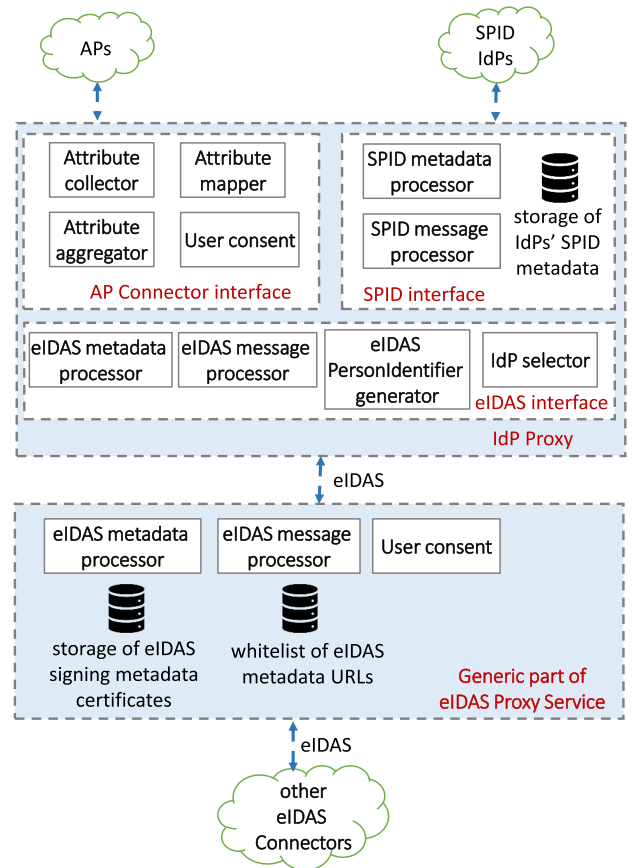 APs
SPID
IdPs
Attribute
collector
Attribute
mapper
Attribute
aggregator
User consent
AP Connector interface
SPID metadata
processor
SPID message
processor
storage of
IdPs' SPID
metadata
SPID interface
eIDAS metadata
processor
eIDAS message
processor
eIDAS
PersonIdentifier
generator
IdP selector
eIDAS interface
IdP Proxy
eIDAS
eIDAS metadata
processor
eIDAS message
processor
User consent
storage of eIDAS
signing metadata
certificates
whitelist of eIDAS
metadata URLs
Generic part of
eIDAS Proxy Service
eIDAS
other
eIDAS
Connectors